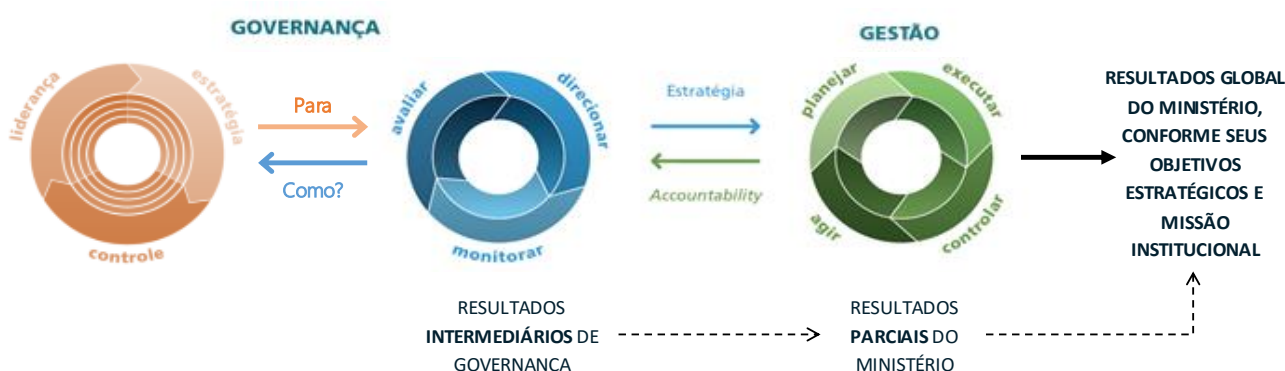 GOVERNANÇA
GESTÃO
liderança
estratégia
controle
Para
Como?
avaliar
direcionar
monitorar
Estratégia
Accountability
planejar
executar
controlar
agir
RESULTADOS GLOBAL
DO MINISTÉRIO,
CONFORME SEUS
OBJETIVOS
ESTRATÉGICOS E
MISSÃO
INSTITUCIONAL
RESULTADOS
INTERMEDIÁRIOS DE
GOVERNANCA
RESULTADOS
PARCIAIS DO
MINISTÉRIO